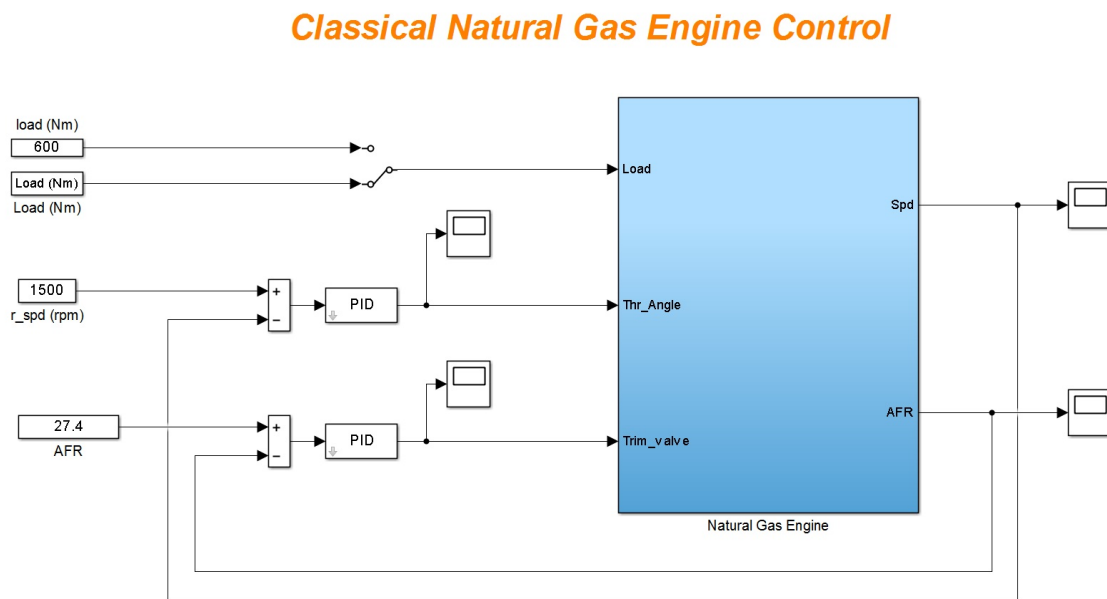 Classical Natural Gas Engine Control
load (Nm)
600
Load (Nm)
Load (Nm)
Load
Spd
1500
r_spd (rpm)
+
−
PID
Thr_Angle
27.4
AFR
+
−
PID
Trim_valve
AFR
Natural Gas Engine